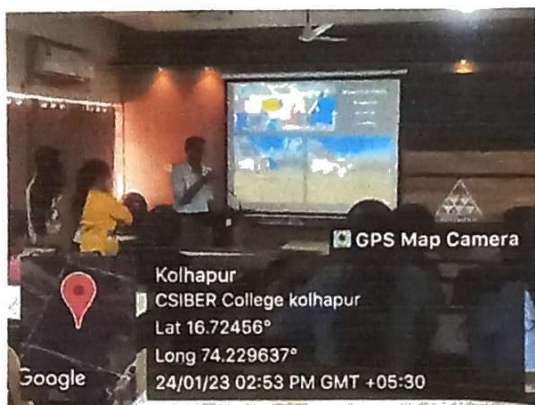 GPS Map Camera
Kolhapur
CSIBER College kolhapur
Lat 16.72456°
Long 74.229637°
24/01/23 02:53 PM GMT +05:30
Google